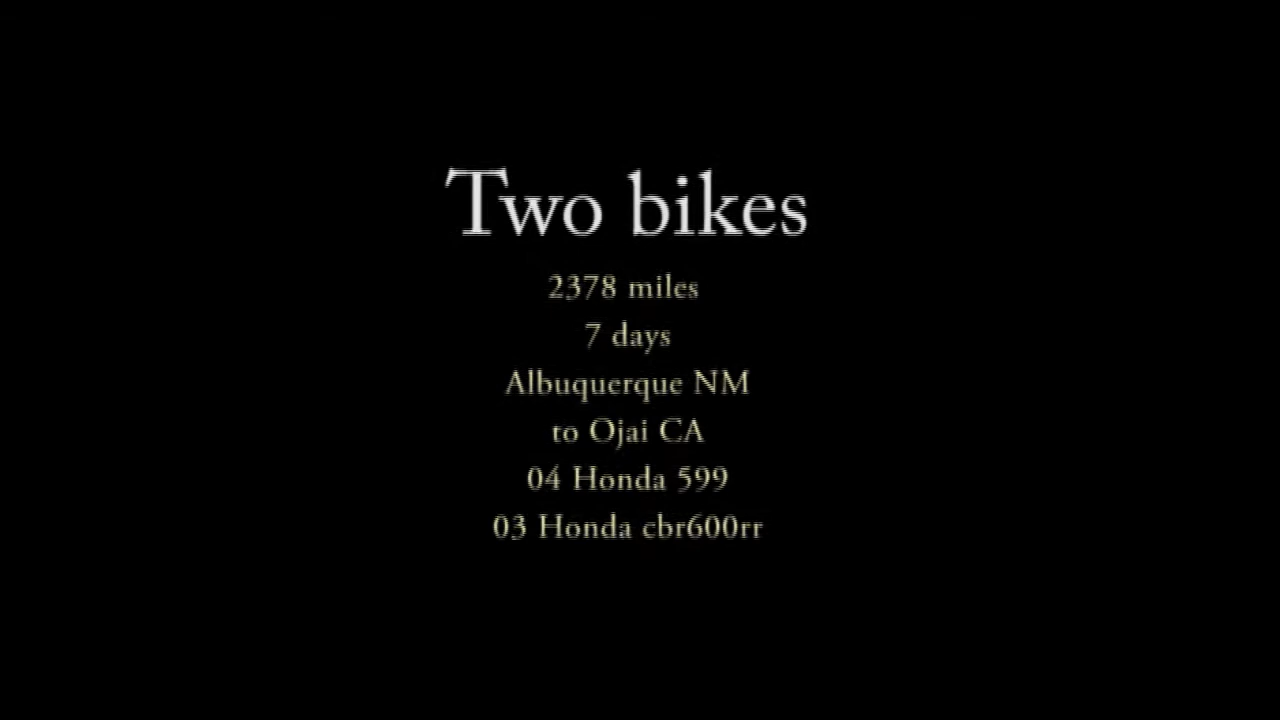 Two bikes
2378 miles
7 days
Albuquerque NM
to Ojai CA
04 Honda 599
03 Honda cbr600rr